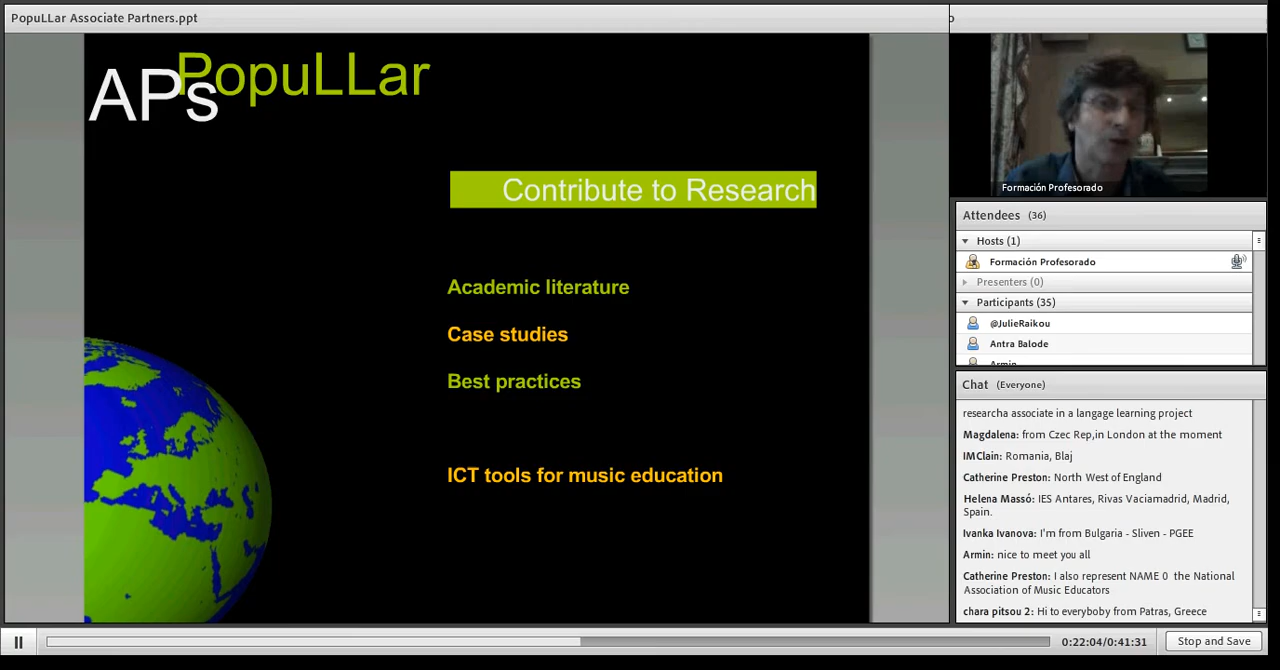 PopuLLar Associate Partners.ppt
PopuLLar
APs
Contribute to Research
Academic literature
Case studies
Best practices
ICT tools for music education
Formación Profesorado
Attendees (36)
Hosts (1)
Formación Profesorado
Presenters (0)
Participants (35)
@JulieRaikou
Antra Balode
Armin
Chat (Everyone)
researcha associate in a langage learning project
Magdalena: from Czec Rep,in London at the moment
IMClain: Romania, Blaj
Catherine Preston: North West of England
Helena Massó: IES Antares, Rivas Vaciamadrid, Madrid,
Spain.
Ivanka Ivanova: I'm from Bulgaria - Sliven - PGEE
Armin: nice to meet you all
Catherine Preston: I also represent NAME 0 the National
Association of Music Educators
chara pitsou 2: Hi to everyboby from Patras, Greece
0:22:04/0:41:31
Stop and Save